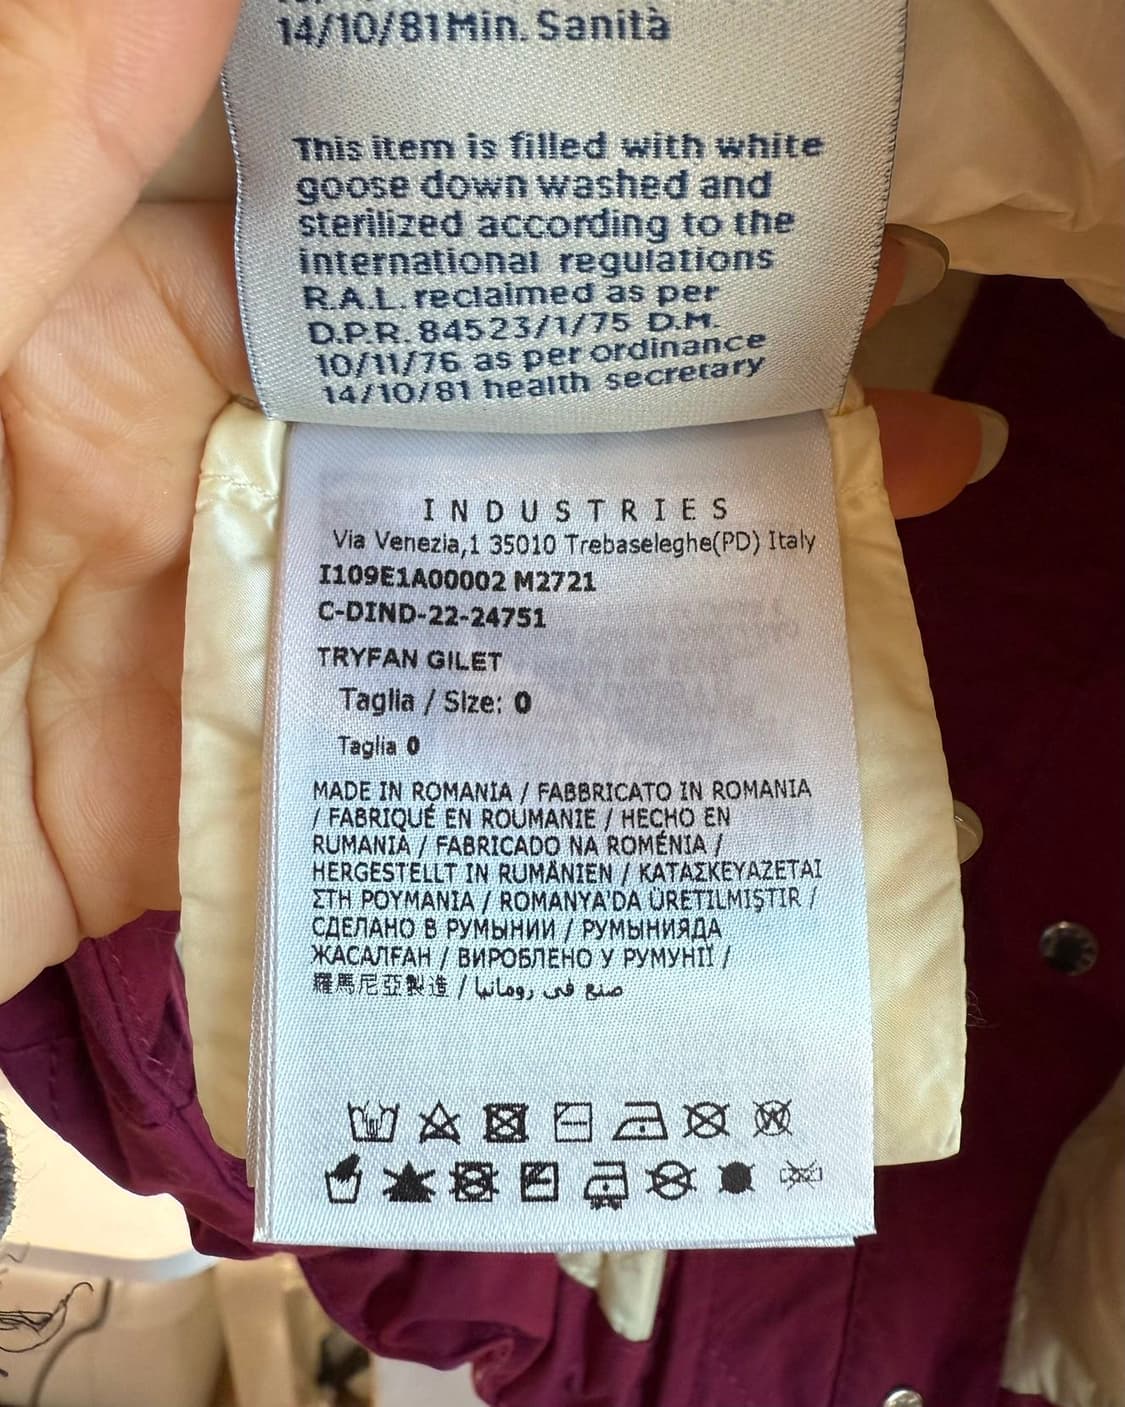 14/10/81 Min. Sanità
This item is filled with white
goose down washed and
sterilized according to the
international regulations
R.A.L. reclaimed as per
D.P.R. 84523/1/75 D.M.
10/11/76 as per ordinance
14/10/81 health secretary
INDUSTRIES
Via Venezia,1 35010 Trebaseleghe(PD) Italy
I109E1A00002 M2721
C-DIND-22-24751
TRYFAN GILET
Taglia / Size: 0
Taglia 0
MADE IN ROMANIA / FABBRICATO IN ROMANIA
/ FABRIQUÉ EN ROUMANIE / HECHO EN
RUMANIA / FABRICADO NA ROMÉNIA /
HERGESTELLT IN RUMÄNIEN / ΚΑΤΑΣΚΕΥΑΖΕΤΑΙ
ΣΤΗ ΡΟΥΜΑΝΙΑ / ROMANYA'DA ÜRETILMIŞTIR /
СДЕЛАНО В РУМЫНИИ / РУМЫНИЯДА
ЖАСАЛҒАН / ВИРОБЛЕНО У РУМУНІЇ /
羅馬尼亞製造 / صنع في رومانيا